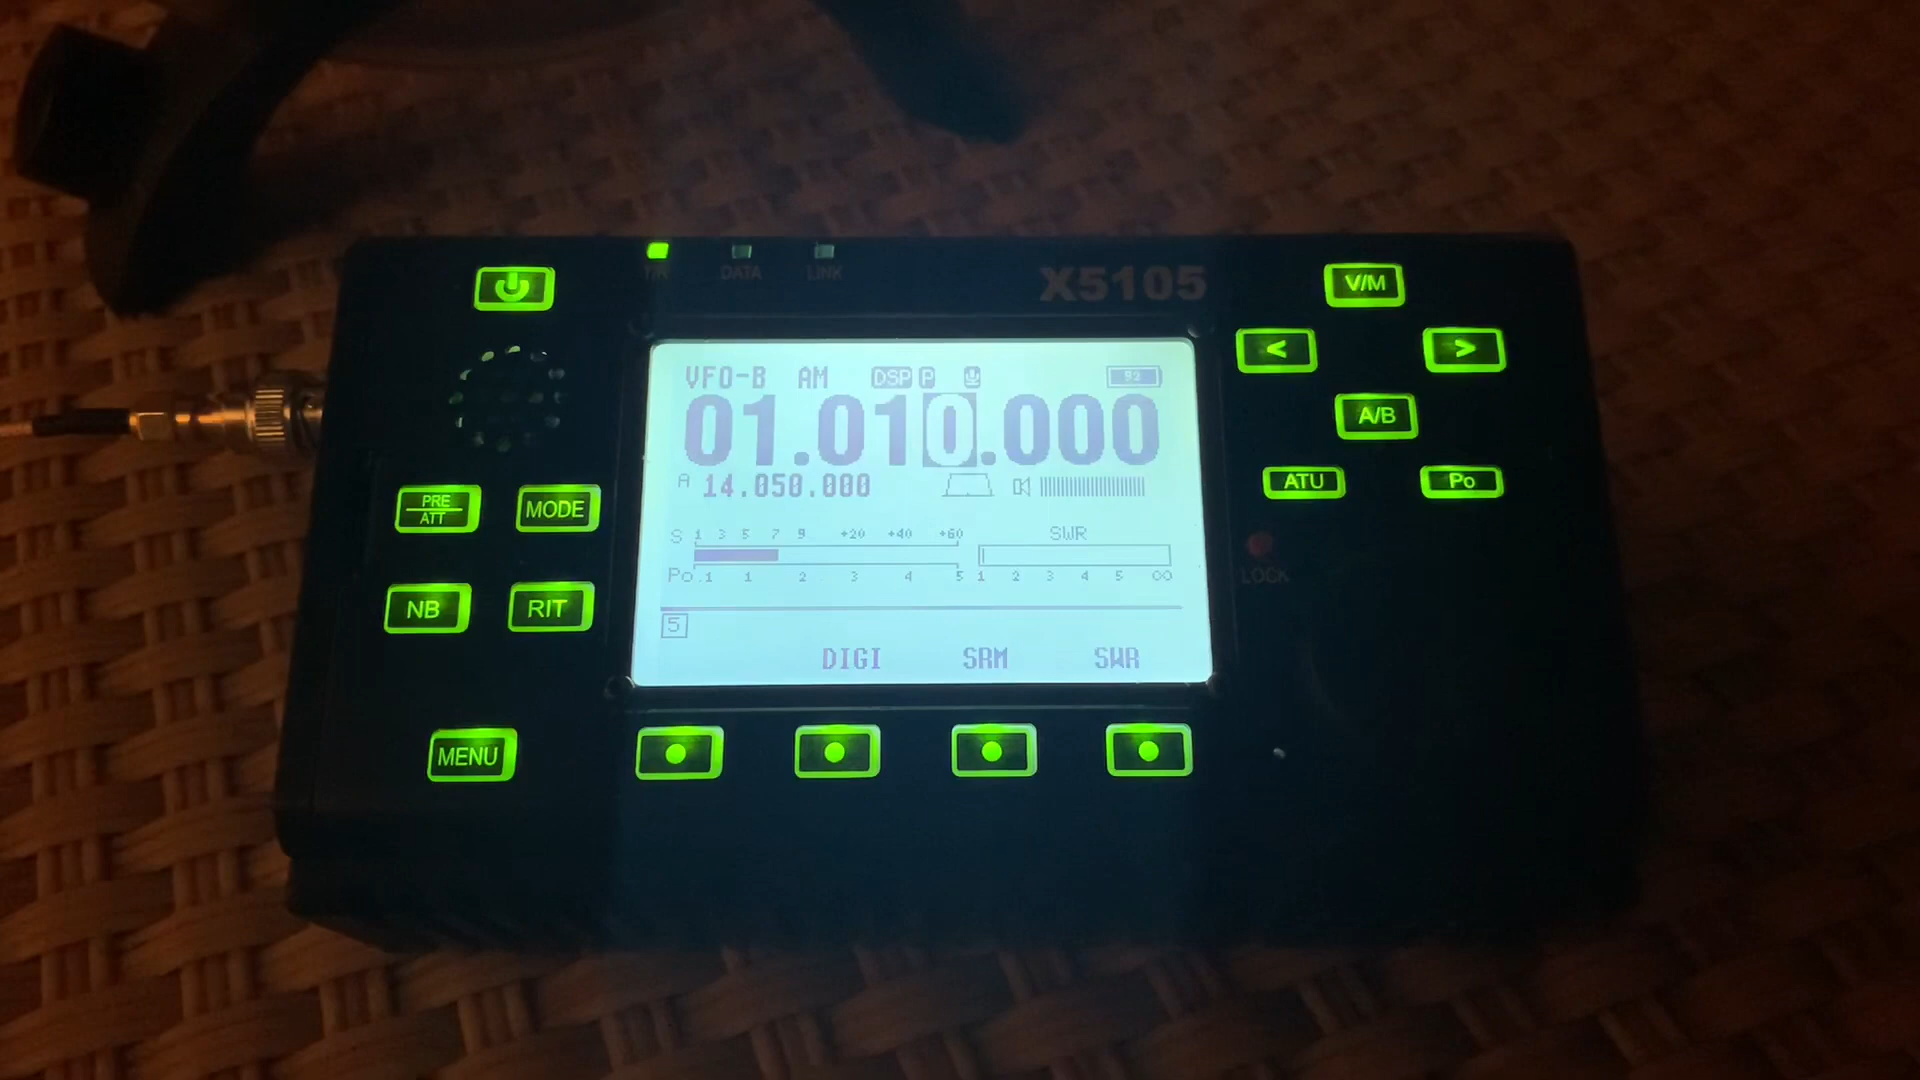 T/R DATA LINK X5105
V/M
< >
A/B
ATU Po
PRE
ATT
MODE
NB RIT
MENU
LOCK
VFO-B AM DSP P 92
01.010.000
A 14.050.000
S 1 3 5 7 9 +20 +40 +60 SWR
Po .1 1 2 3 4 5 1 2 3 4 5 ∞
5
DIGI SRM SWR